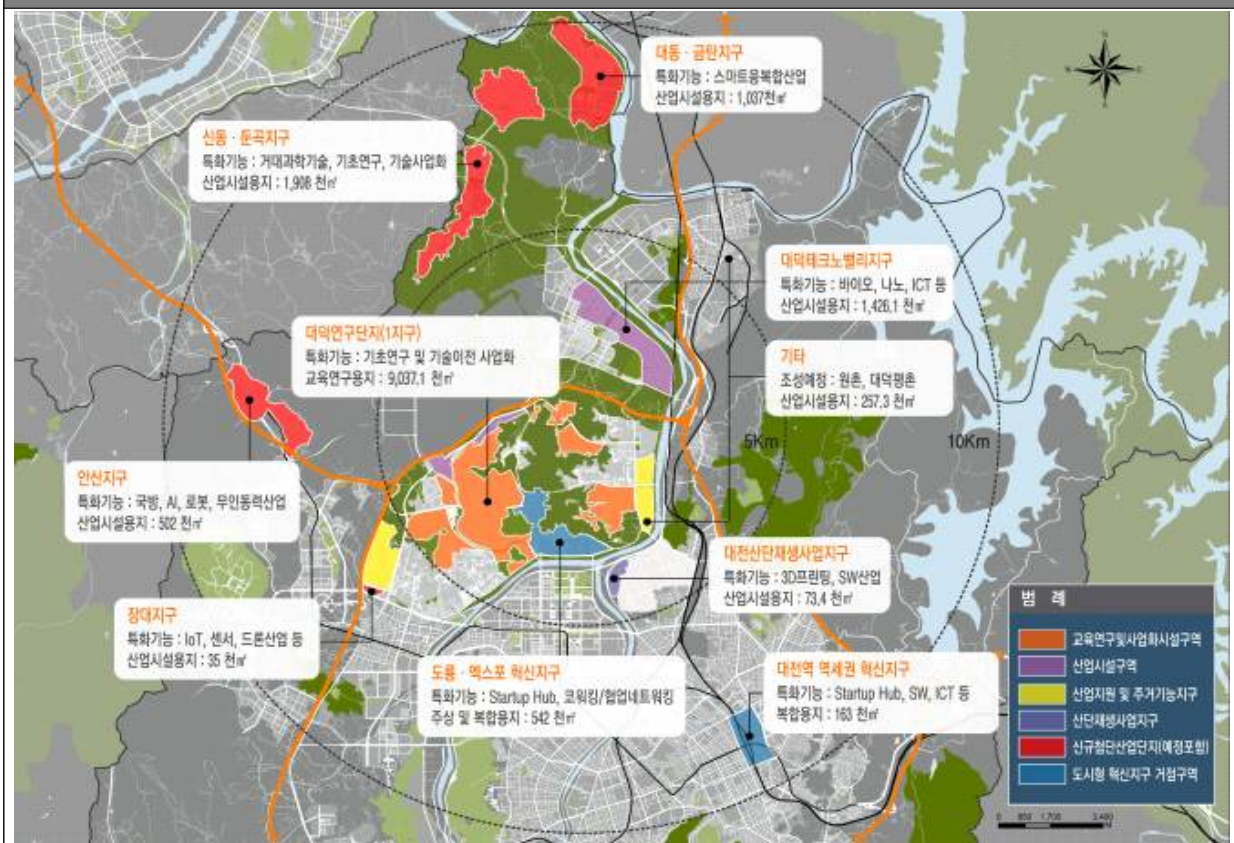 대동 · 금탄지구
특화기능 : 스마트융복합산업
산업시설용지 : 1,037천㎡
신동 · 둔곡지구
특화기능 : 거대과학기술, 기초연구, 기술사업화
산업시설용지 : 1,908 천㎡
대덕테크노밸리지구
특화기능 : 바이오, 나노, ICT 등
산업시설용지 : 1,426.1 천㎡
대덕연구단지(1지구)
특화기능 : 기초연구 및 기술이전 사업화
교육연구용지 : 9,037.1 천㎡
기타
조성예정 : 원촌, 대덕평촌
산업시설용지 : 257.3 천㎡
5Km
10Km
안산지구
특화기능 : 국방, AI, 로봇, 무인동력산업
산업시설용지 : 502 천㎡
대전산단재생사업지구
특화기능 : 3D프린팅, SW산업
산업시설용지 : 73.4 천㎡
장대지구
특화기능 : IoT, 센서, 드론산업 등
산업시설용지 : 35 천㎡
도룡 · 엑스포 혁신지구
특화기능 : Startup Hub, 코워킹/협업네트워킹
주상 및 복합용지 : 542 천㎡
대전역 역세권 혁신지구
특화기능 : Startup Hub, SW, ICT 등
복합용지 : 163 천㎡
범 례
교육연구및사업화시설구역
산업시설구역
산업지원 및 주거기능지구
산단재생사업지구
신규첨단산업단지(예정포함)
도시형 혁신지구 거점구역
0 850 1,700 3,400